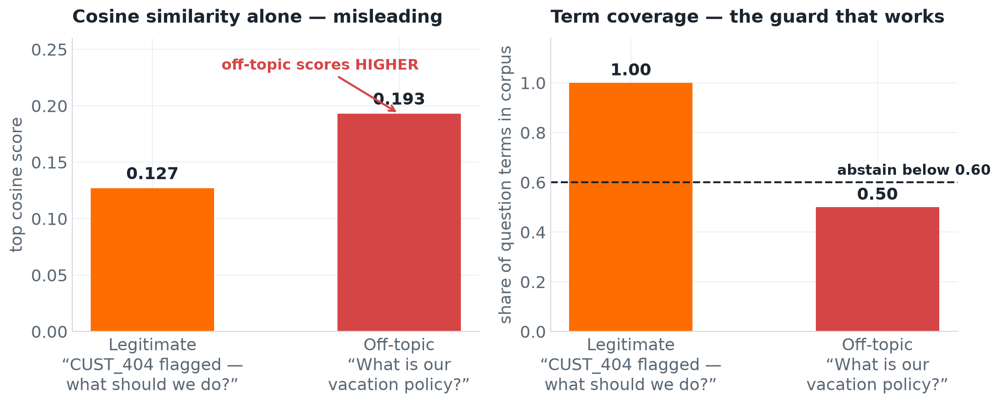 Cosine similarity alone — misleading
top cosine score
0.25
0.20
0.15
0.10
0.05
0.00
off-topic scores HIGHER
0.127
0.193
Legitimate
“CUST_404 flagged —
what should we do?”
Off-topic
“What is our
vacation policy?”
Term coverage — the guard that works
share of question terms in corpus
1.0
0.8
0.6
0.4
0.2
0.0
1.00
abstain below 0.60
0.50
Legitimate
“CUST_404 flagged —
what should we do?”
Off-topic
“What is our
vacation policy?”